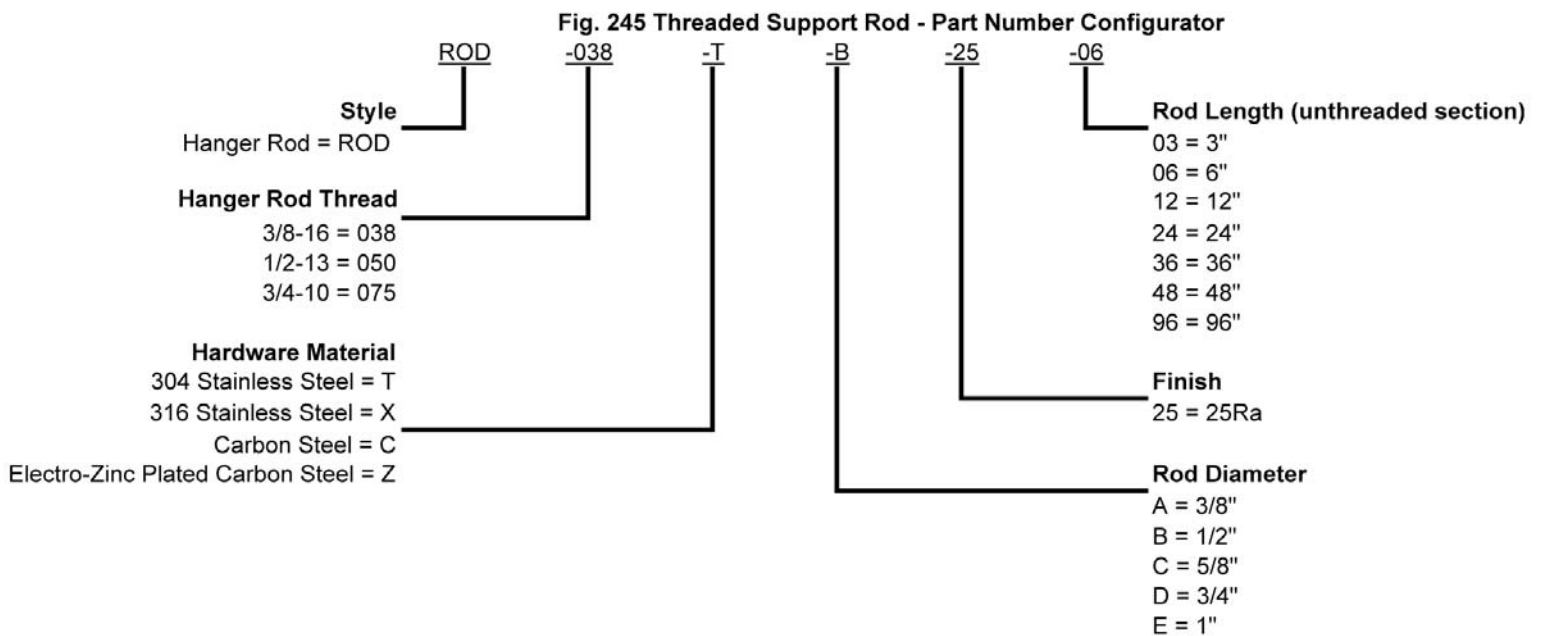 Fig. 245 Threaded Support Rod - Part Number Configurator
ROD -038 -T -B -25 -06
Style
Hanger Rod = ROD
Hanger Rod Thread
3/8-16 = 038
1/2-13 = 050
3/4-10 = 075
Hardware Material
304 Stainless Steel = T
316 Stainless Steel = X
Carbon Steel = C
Electro-Zinc Plated Carbon Steel = Z
Rod Length (unthreaded section)
03 = 3"
06 = 6"
12 = 12"
24 = 24"
36 = 36"
48 = 48"
96 = 96"
Finish
25 = 25Ra
Rod Diameter
A = 3/8"
B = 1/2"
C = 5/8"
D = 3/4"
E = 1"